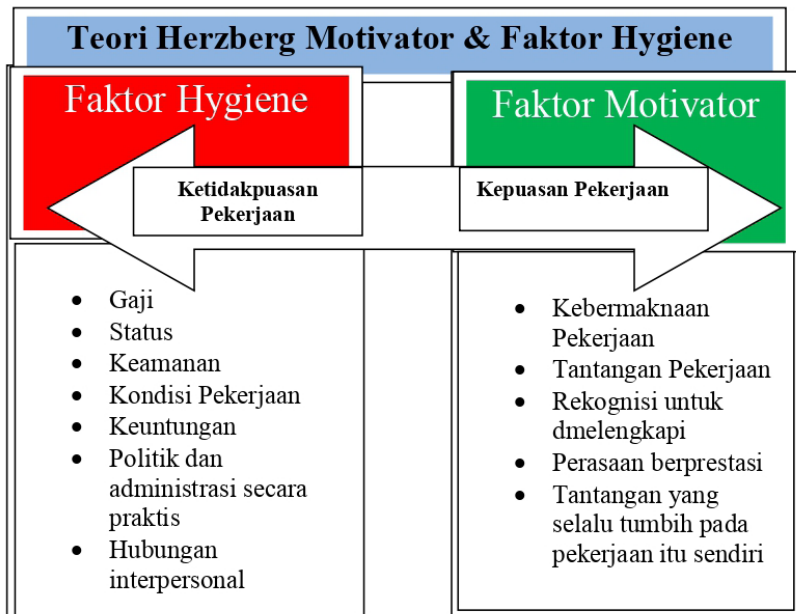 Teori Herzberg Motivator & Faktor Hygiene
Faktor Hygiene
Ketidakpuasan
Pekerjaan
• Gaji
• Status
• Keamanan
• Kondisi Pekerjaan
• Keuntungan
• Politik dan
administrasi secara
praktis
• Hubungan
interpersonal
Faktor Motivator
Kepuasan Pekerjaan
• Kebermaknaan
Pekerjaan
• Tantangan Pekerjaan
• Rekognisi untuk
dmelengkapi
• Perasaan berprestasi
• Tantangan yang
selalu tumbih pada
pekerjaan itu sendiri